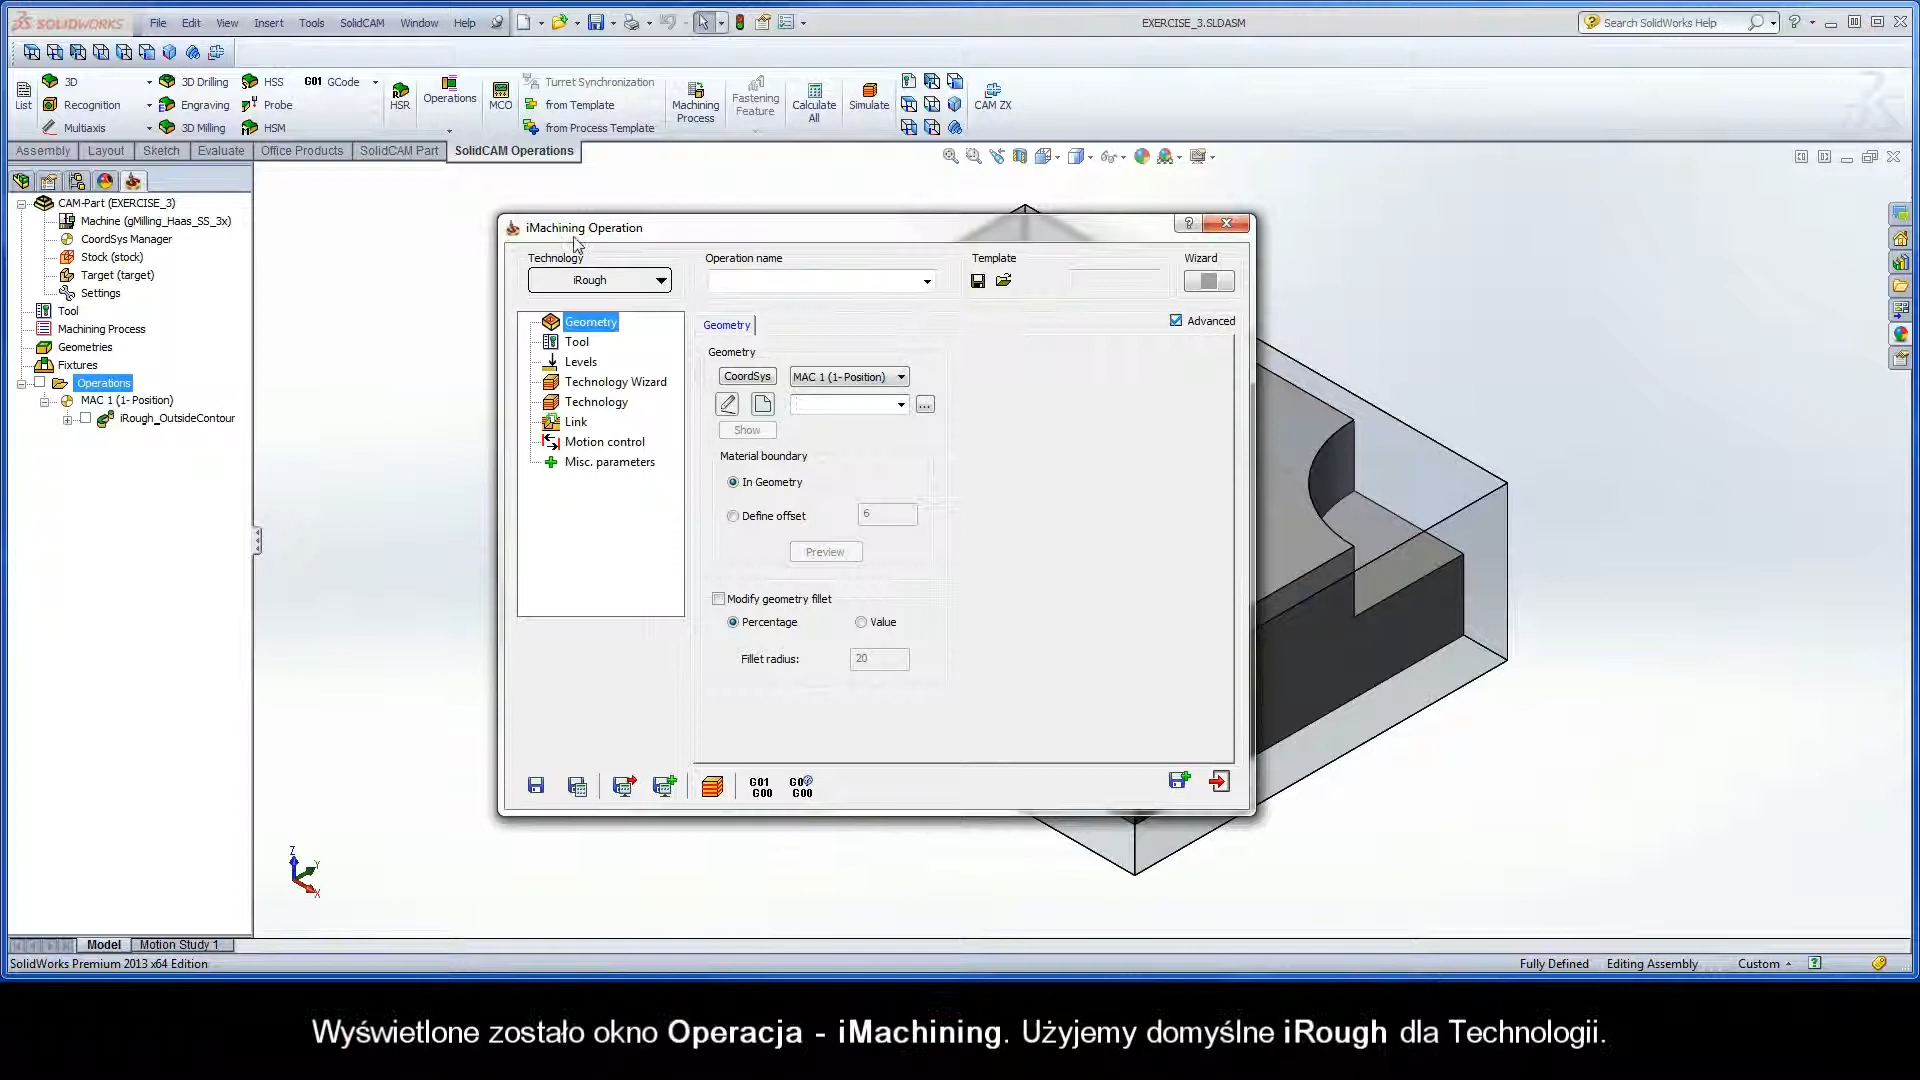 SOLIDWORKS File Edit View Insert Tools SolidCAM Window Help EXERCISE_3.SLDASM Search SolidWorks Help
List 3D 3D Drilling HSS G01 GCode HSR Operations MCO Turret Synchronization Machining Process Fastening Feature Calculate All Simulate CAM ZX
Recognition Engraving Probe from Template
Multiaxis 3D Milling HSM from Process Template
Assembly Layout Sketch Evaluate Office Products SolidCAM Part SolidCAM Operations
CAM-Part (EXERCISE_3)
Machine (gMilling_Haas_SS_3x)
CoordSys Manager
Stock (stock)
Target (target)
Settings
Tool
Machining Process
Geometries
Fixtures
Operations
MAC 1 (1- Position)
iRough_OutsideContour
iMachining Operation
Technology Operation name Template Wizard
iRough
Geometry
Tool
Levels
Technology Wizard
Technology
Link
Motion control
Misc. parameters
Geometry Advanced
Geometry
CoordSys MAC 1 (1- Position)
...
Show
Material boundary
In Geometry
Define offset 6
Preview
Modify geometry fillet
Percentage Value
Fillet radius: 20
G01 G00
G00
Z
Y
X
Model Motion Study 1
SolidWorks Premium 2013 x64 Edition Fully Defined Editing Assembly Custom
Wyświetlone zostało okno Operacja - iMachining. Użyjemy domyślne iRough dla Technologii.